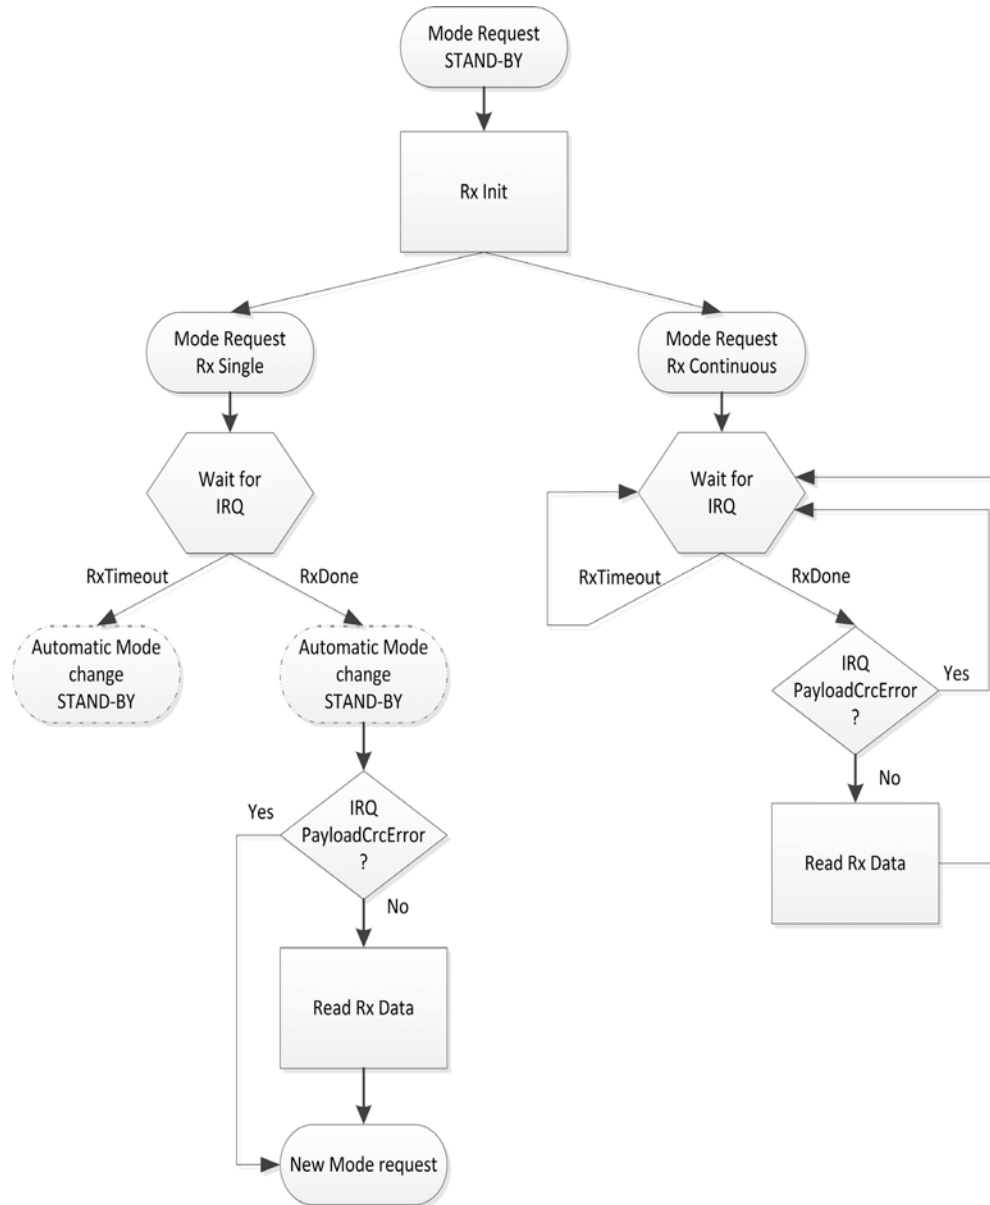 Mode Request
STAND-BY
Rx Init
Mode Request
Rx Single
Mode Request
Rx Continuous
Wait for
IRQ
Wait for
IRQ
RxTimeout
RxDone
RxTimeout
RxDone
Automatic Mode
change
STAND-BY
Automatic Mode
change
STAND-BY
IRQ
PayloadCrcError
?
Yes
No
Read Rx Data
IRQ
PayloadCrcError
?
Yes
No
Read Rx Data
New Mode request